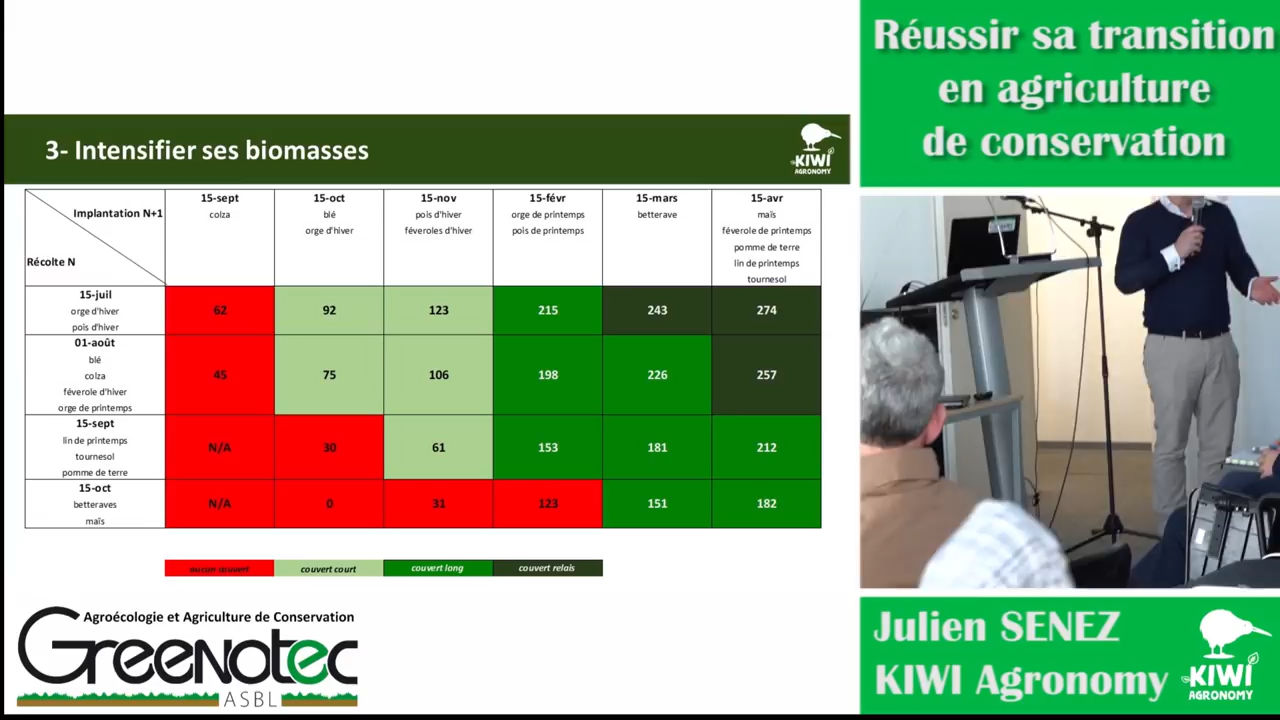 Réussir sa transition
en agriculture
de conservation
3- Intensifier ses biomasses
KIWI
AGRONOMY
Implantation N+1
Récolte N
15-sept
colza
15-oct
blé
orge d'hiver
15-nov
pois d'hiver
féveroles d'hiver
15-févr
orge de printemps
pois de printemps
15-mars
betterave
15-avr
maïs
féverole de printemps
pomme de terre
lin de printemps
tournesol
15-juil
orge d'hiver
pois d'hiver
62 92 123 215 243 274
01-août
blé
colza
féverole d'hiver
orge de printemps
45 75 106 198 226 257
15-sept
lin de printemps
tournesol
pomme de terre
N/A 30 61 153 181 212
15-oct
betteraves
maïs
N/A 0 31 123 151 182
aucun couvert couvert court couvert long couvert relais
Agroécologie et Agriculture de Conservation
Greenotec
ASBL
Julien SENEZ
KIWI Agronomy
KIWI
AGRONOMY